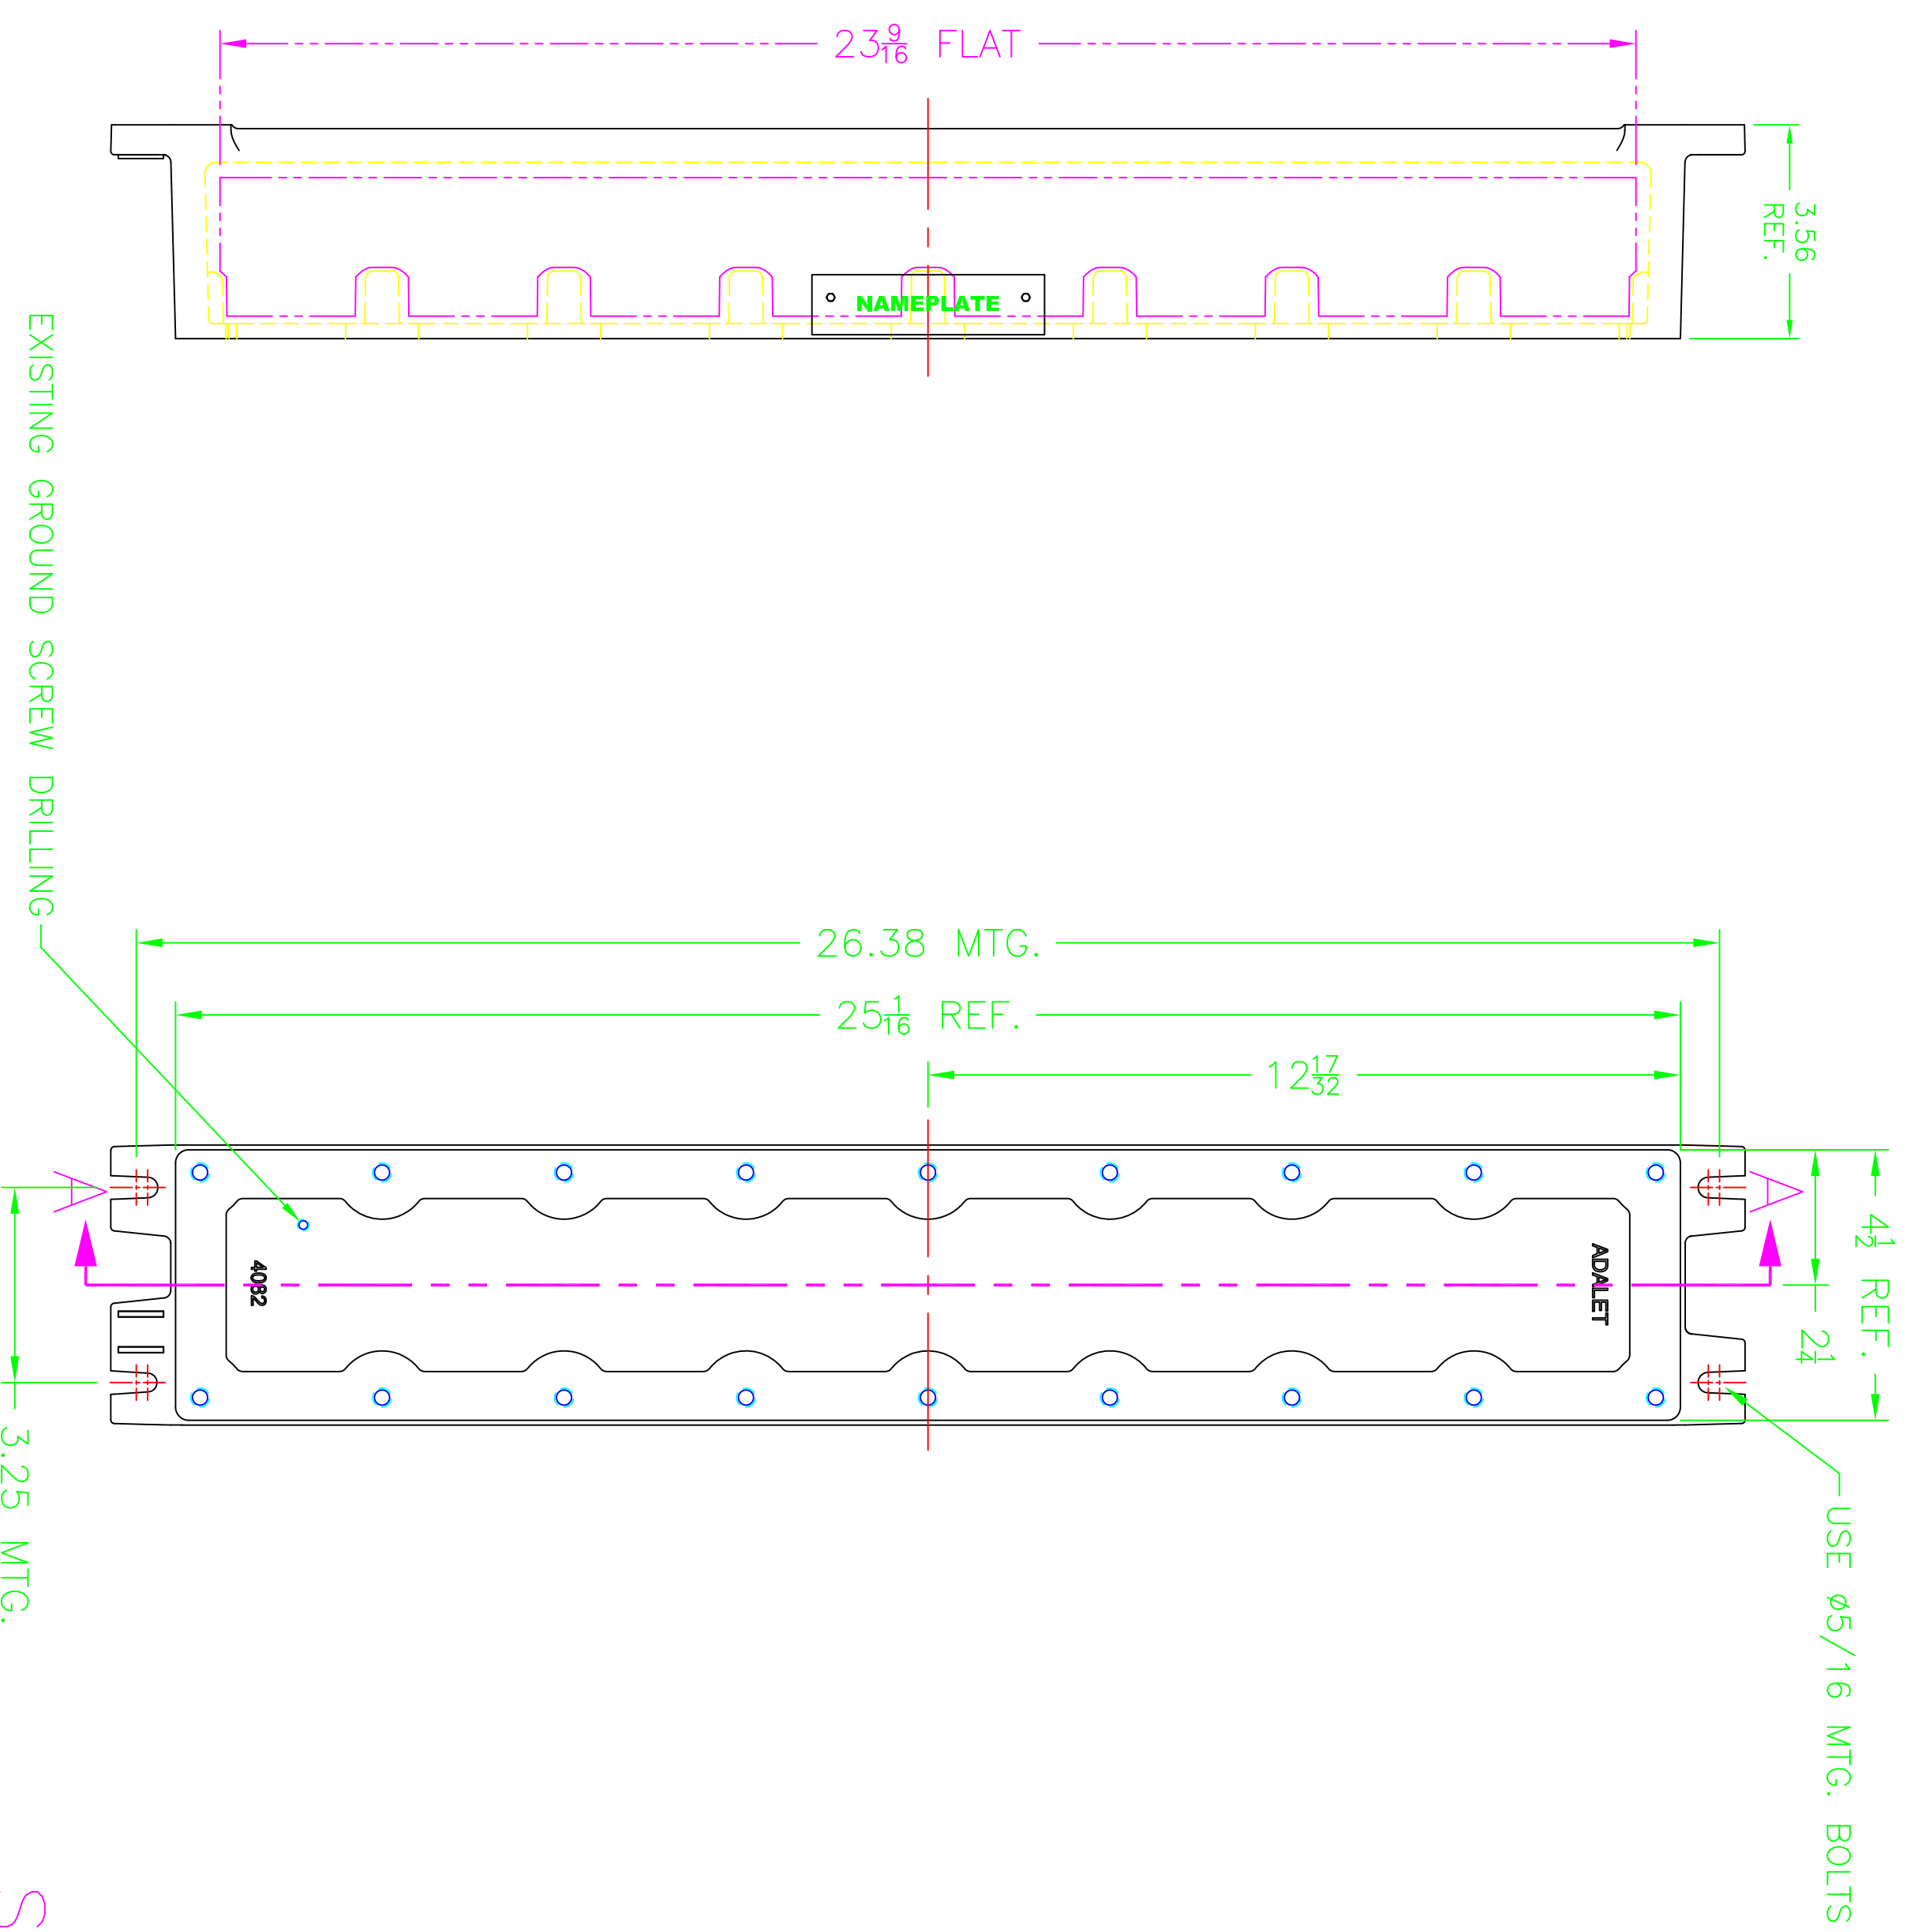 23 9/16 FLAT
3.56
REF.
NAMEPLATE
EXISTING GROUND SCREW DRILLING
26.38 MTG.
25 1/16 REF.
12 17/32
A
A
4 1/2 REF.
2 1/4
ADALET
4082
3.25 MTG.
USE Ø5/16 MTG. BOLTS
S